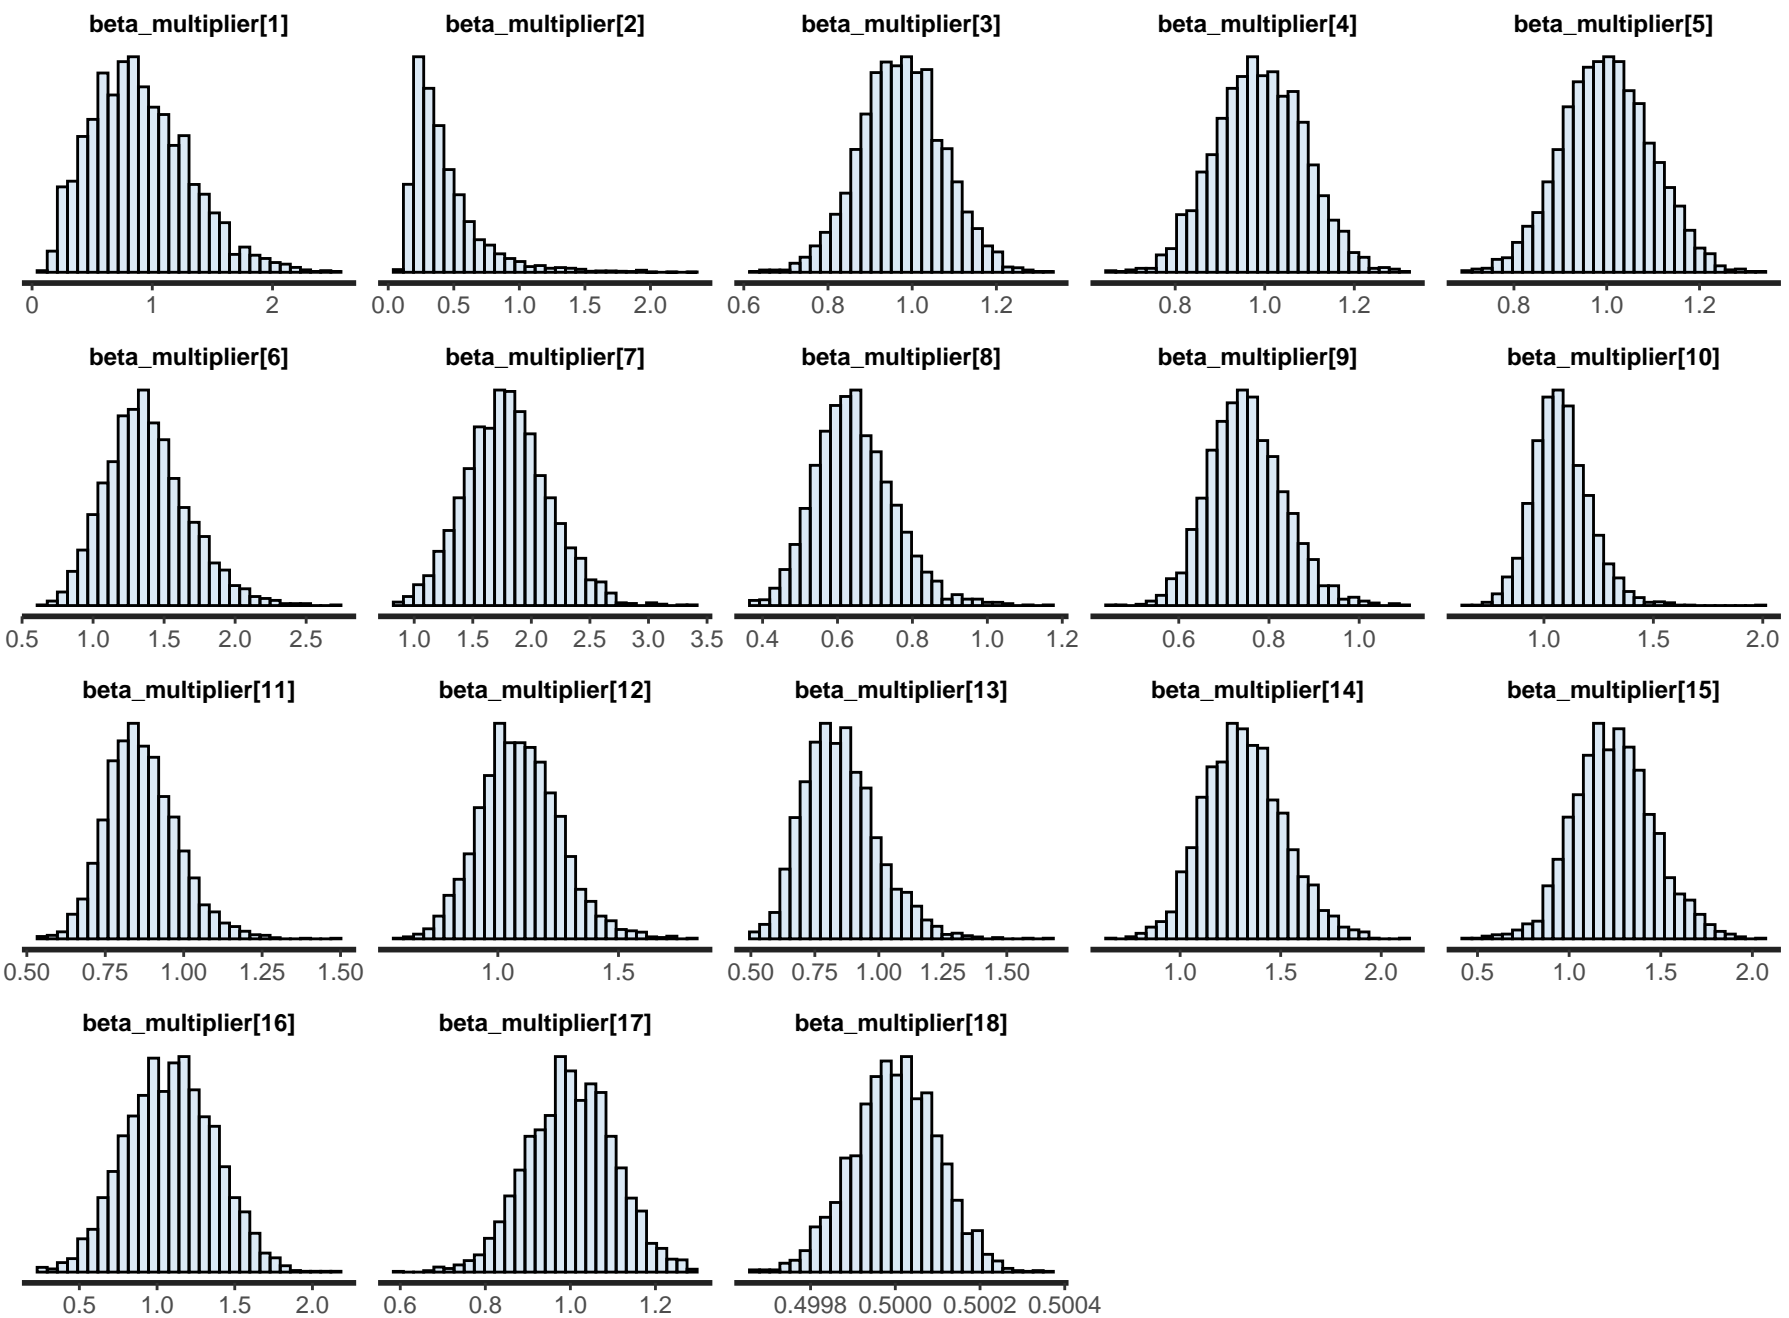 beta_multiplier[1] beta_multiplier[2] beta_multiplier[3] beta_multiplier[4] beta_multiplier[5]
0 1 2 0.0 0.5 1.0 1.5 2.0 0.6 0.8 1.0 1.2 0.8 1.0 1.2 0.8 1.0 1.2
beta_multiplier[6] beta_multiplier[7] beta_multiplier[8] beta_multiplier[9] beta_multiplier[10]
0.5 1.0 1.5 2.0 2.5 1.0 1.5 2.0 2.5 3.0 3.5 0.4 0.6 0.8 1.0 1.2 0.6 0.8 1.0 1.0 1.5 2.0
beta_multiplier[11] beta_multiplier[12] beta_multiplier[13] beta_multiplier[14] beta_multiplier[15]
0.50 0.75 1.00 1.25 1.50 1.0 1.5 0.50 0.75 1.00 1.25 1.50 1.0 1.5 2.0 0.5 1.0 1.5 2.0
beta_multiplier[16] beta_multiplier[17] beta_multiplier[18]
0.5 1.0 1.5 2.0 0.6 0.8 1.0 1.2 0.4998 0.5000 0.5002 0.5004